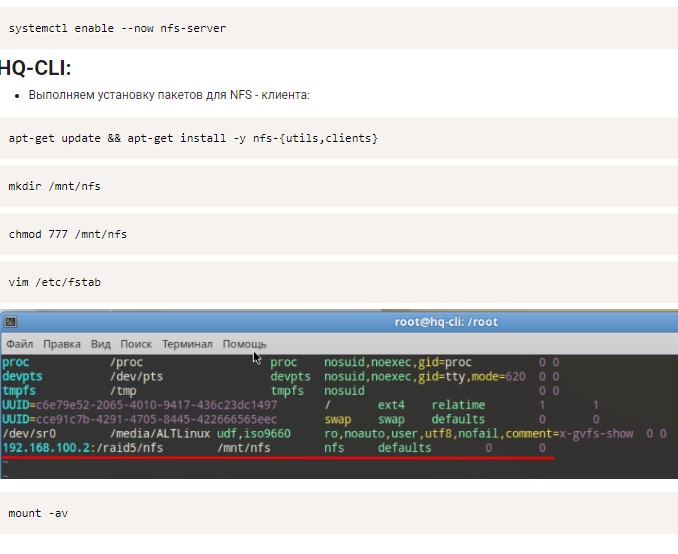 systemctl enable --now nfs-server
HQ-CLI:
• Выполняем установку пакетов для NFS - клиента:
apt-get update && apt-get install -y nfs-{utils,clients}
mkdir /mnt/nfs
chmod 777 /mnt/nfs
vim /etc/fstab
root@hq-cli: /root
Файл Правка Вид Поиск Терминал Помощь
proc /proc proc nosuid,noexec,gid=proc 0 0
devpts /dev/pts devpts nosuid,noexec,gid=tty,mode=620 0 0
tmpfs /tmp tmpfs nosuid 0 0
UUID=c6e79e52-2065-4010-9417-436c23dc1497 / ext4 relatime 1 1
UUID=cce91c7b-4291-4705-8445-422666565eec swap swap defaults 0 0
/dev/sr0 /media/ALTLinux udf,iso9660 ro,noauto,user,utf8,nofail,comment=x-gvfs-show 0 0
192.168.100.2:/raid5/nfs /mnt/nfs nfs defaults 0 0
~
~
mount -av